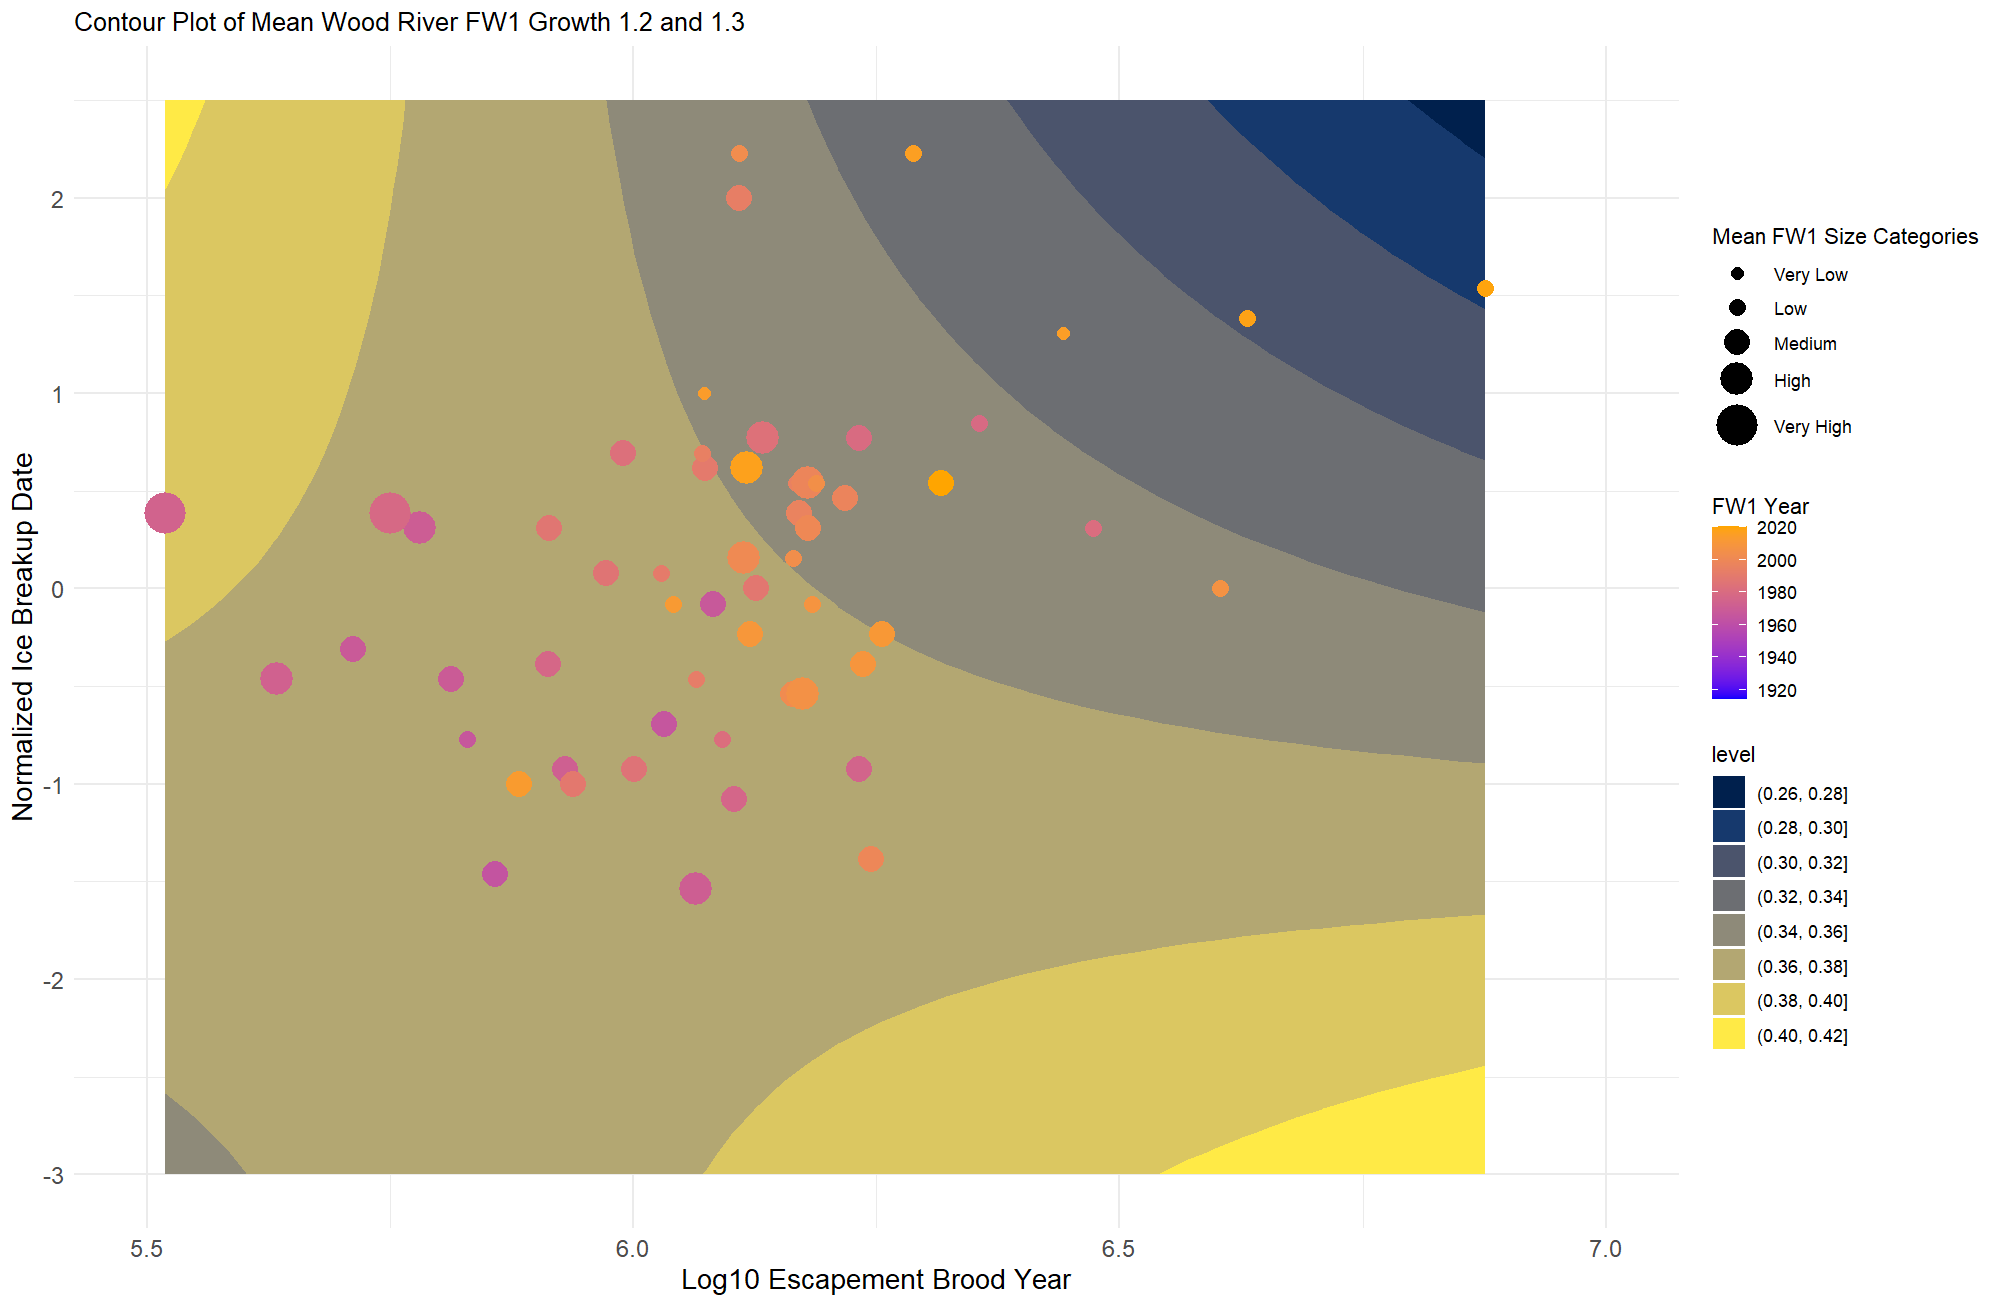 Contour Plot of Mean Wood River FW1 Growth 1.2 and 1.3
Normalized Ice Breakup Date
2
1
0
-1
-2
-3
5.5
6.0
6.5
7.0
Log10 Escapement Brood Year
Mean FW1 Size Categories
Very Low
Low
Medium
High
Very High
FW1 Year
2020
2000
1980
1960
1940
1920
level
(0.26, 0.28]
(0.28, 0.30]
(0.30, 0.32]
(0.32, 0.34]
(0.34, 0.36]
(0.36, 0.38]
(0.38, 0.40]
(0.40, 0.42]